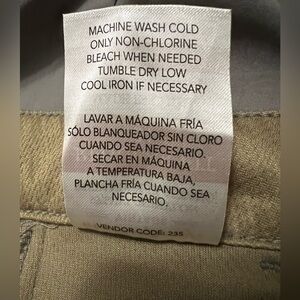 MACHINE WASH COLD
ONLY NON-CHLORINE
BLEACH WHEN NEEDED
TUMBLE DRY LOW
COOL IRON IF NECESSARY
LAVAR A MÁQUINA FRÍA
SÓLO BLANQUEADOR SIN CLORO
CUANDO SEA NECESARIO.
SECAR EN MÁQUINA
A TEMPERATURA BAJA,
PLANCHA FRÍA CUANDO SEA
NECESARIO.
VENDOR CODE: 235